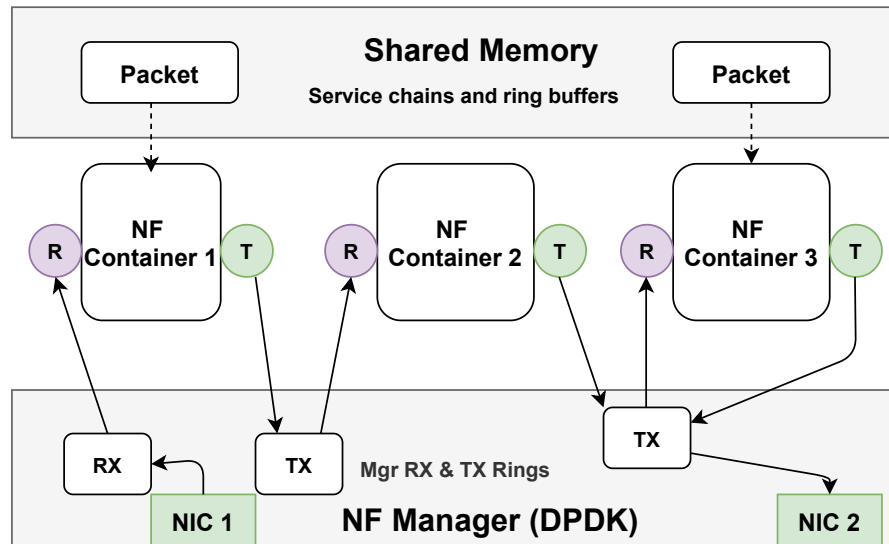 Shared Memory
Packet
Packet
Service chains and ring buffers
NF
Container 1
NF
Container 2
NF
Container 3
R
T
R
T
R
T
RX
TX
TX
Mgr RX & TX Rings
NIC 1
NF Manager (DPDK)
NIC 2